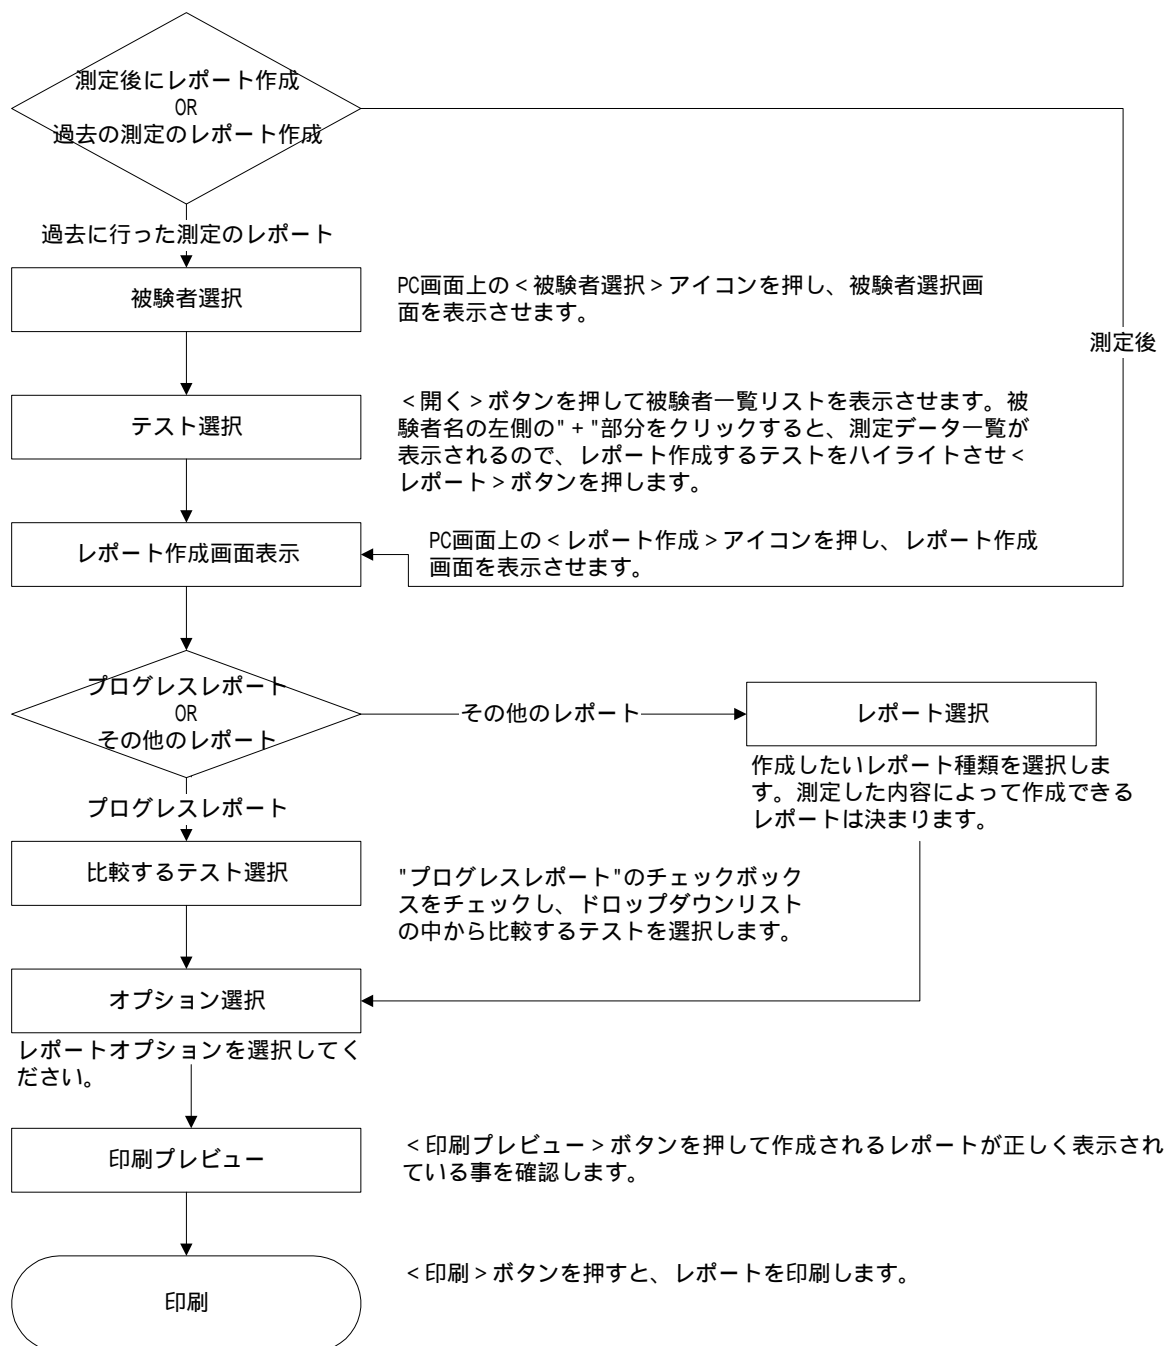 測定後にレポート作成
OR
過去の測定のレポート作成
過去に行った測定のレポート
被験者選択
PC画面上の＜被験者選択＞アイコンを押し、被験者選択画
面を表示させます。
測定後
テスト選択
＜開く＞ボタンを押して被験者一覧リストを表示させます。被
験者名の左側の"＋"部分をクリックすると、測定データ一覧が
表示されるので、レポート作成するテストをハイライトさせ＜
レポート＞ボタンを押します。
レポート作成画面表示
PC画面上の＜レポート作成＞アイコンを押し、レポート作成
画面を表示させます。
プログレスレポート
OR
その他のレポート
その他のレポート
レポート選択
作成したいレポート種類を選択しま
す。測定した内容によって作成できる
レポートは決まります。
プログレスレポート
比較するテスト選択
"プログレスレポート"のチェックボック
スをチェックし、ドロップダウンリスト
の中から比較するテストを選択します。
オプション選択
レポートオプションを選択してく
ださい。
印刷プレビュー
＜印刷プレビュー＞ボタンを押して作成されるレポートが正しく表示され
ている事を確認します。
印刷
＜印刷＞ボタンを押すと、レポートを印刷します。